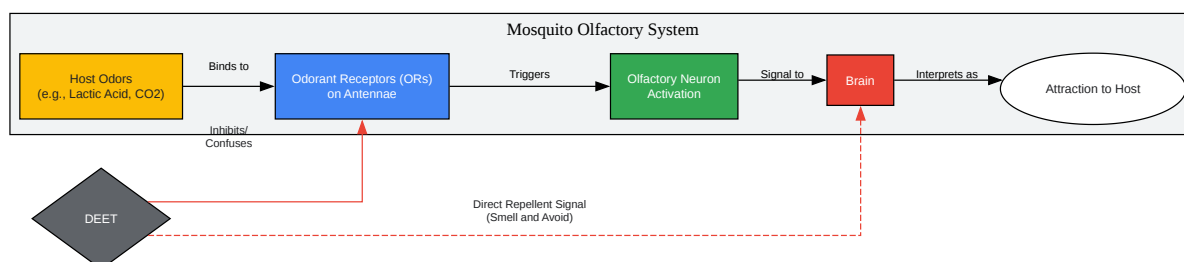 Mosquito Olfactory System
Host Odors
(e.g., Lactic Acid, CO2)
Binds to
Odorant Receptors (ORs)
on Antennae
Triggers
Olfactory Neuron
Activation
Signal to
Brain
Interprets as
Attraction to Host
Inhibits/
Confuses
DEET
Direct Repellent Signal
(Smell and Avoid)